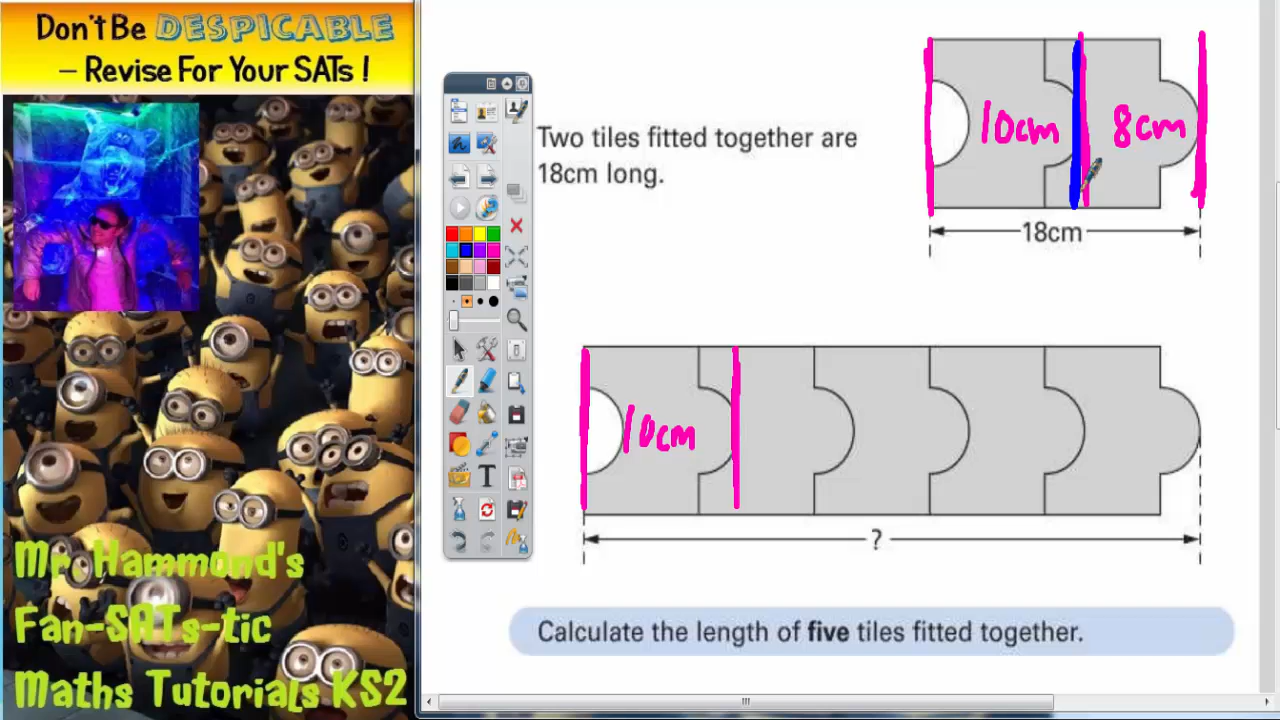 Don't Be DESPICABLE
– Revise For Your SATs !
Two tiles fitted together are
18cm long.
10cm
8cm
18cm
10cm
?
Calculate the length of five tiles fitted together.
Mr. Hammond's
Fan-SATs-tic
Maths Tutorials KS2